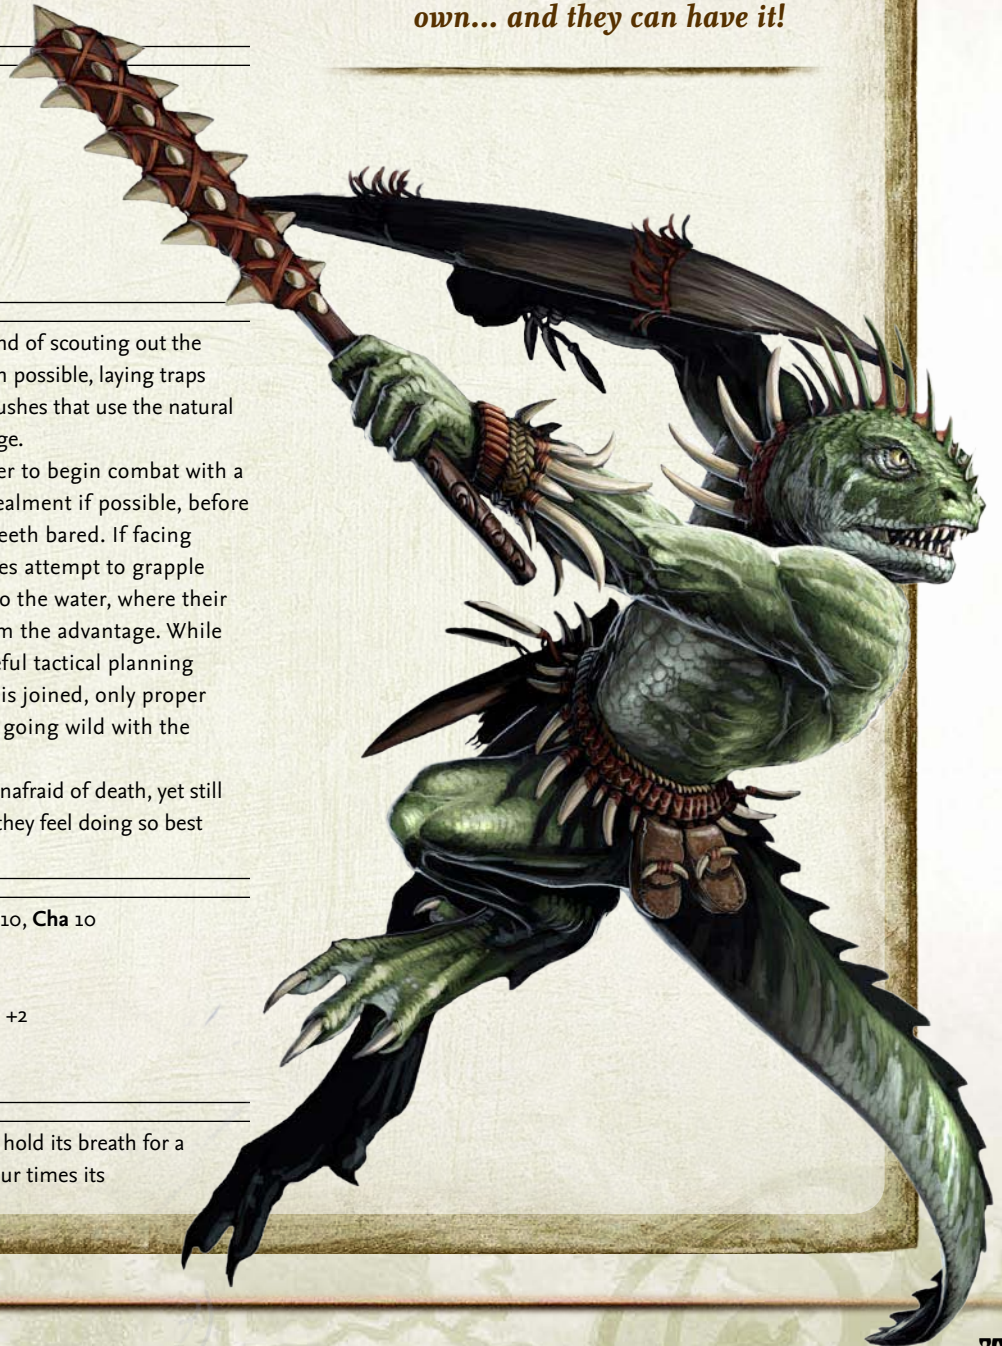 own... and they can have it!
nd of scouting out the
possible, laying traps
ushes that use the natural
ge.
er to begin combat with a
ealment if possible, before
eeth bared. If facing
es attempt to grapple
o the water, where their
m the advantage. While
ful tactical planning
is joined, only proper
going wild with the
nafraid of death, yet still
they feel doing so best
10, Cha 10
+2
hold its breath for a
ur times its